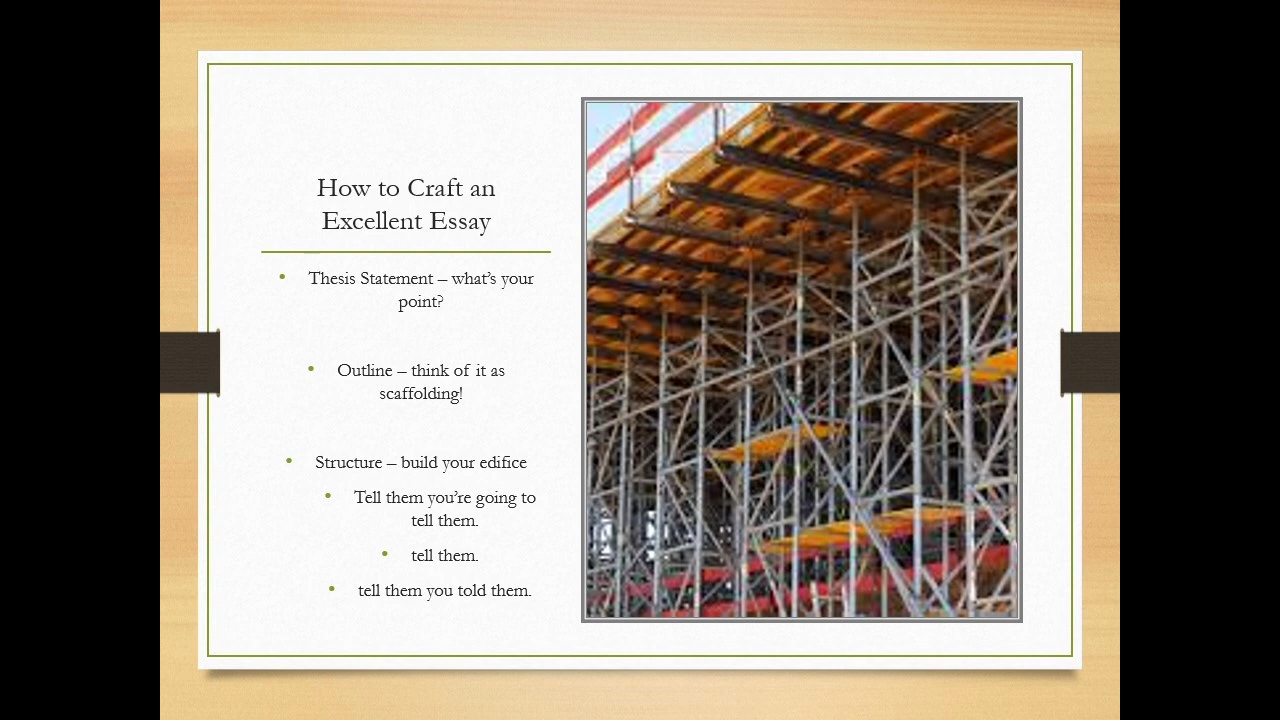 How to Craft an
Excellent Essay
• Thesis Statement – what’s your
point?
• Outline – think of it as
scaffolding!
• Structure – build your edifice
• Tell them you’re going to
tell them.
• tell them.
• tell them you told them.